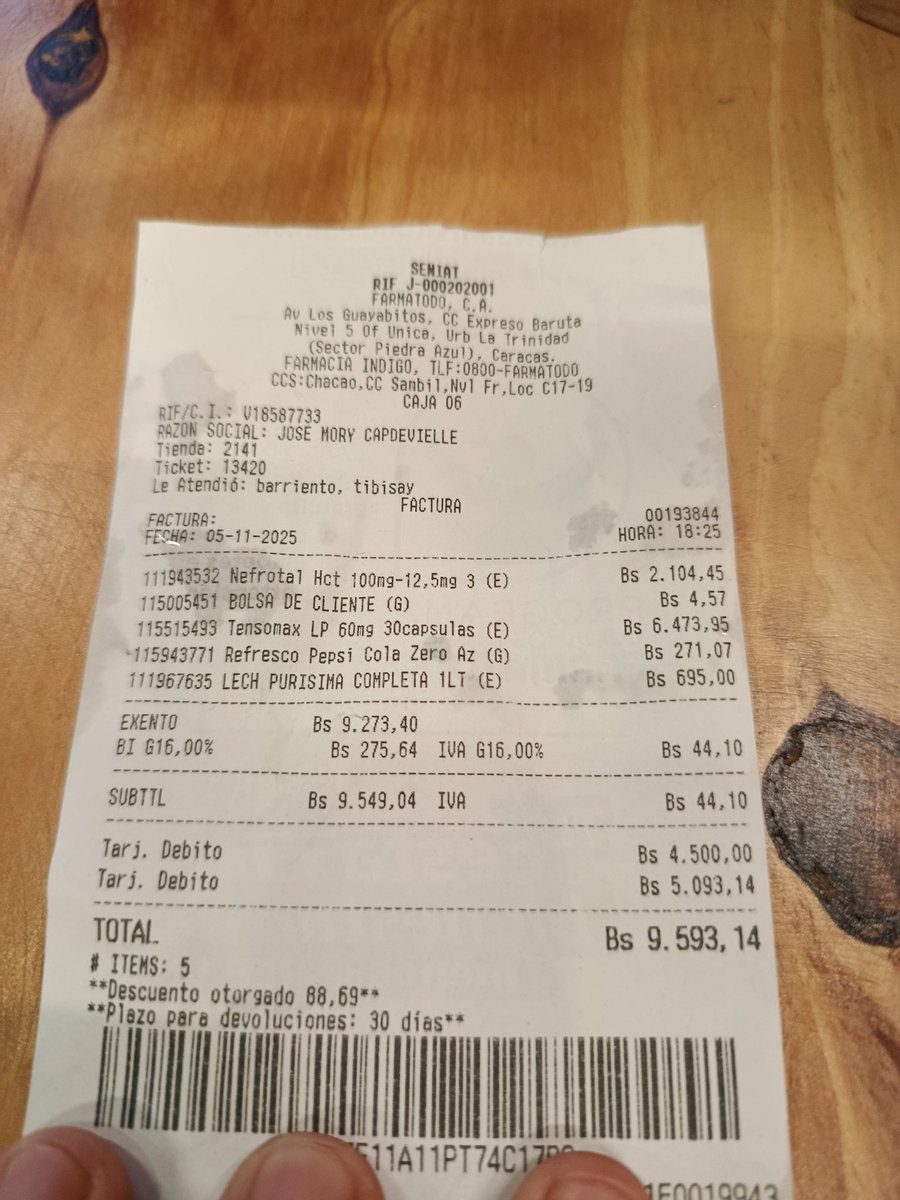 SENIAT
RIF J-000202001
FARMATODO, C.A.
Av Los Guayabitos, CC Expreso Baruta
Nivel 5 Of Unica, Urb La Trinidad
(Sector Piedra Azul), Caracas.
FARMACIA INDIGO, TLF:0800-FARMATODO
CCS:Chacao,CC Sambil,Nvl Fr,Loc C17-19
CAJA 06
RIF/C.I.: V18587733
RAZON SOCIAL: JOSE MORY CAPDEVIELLE
Tienda: 2141
Ticket: 13420
Le Atendió: barriento, tibisay
FACTURA
FACTURA: 00193844
FECHA: 05-11-2025 HORA: 18:25
111943532 Nefrotal Hct 100mg-12,5mg 3 (E) Bs 2.104,45
115005451 BOLSA DE CLIENTE (G) Bs 4,57
115515493 Tensomax LP 60mg 30capsulas (E) Bs 6.473,95
115943771 Refresco Pepsi Cola Zero Az (G) Bs 271,07
111967635 LECH PURISIMA COMPLETA 1LT (E) Bs 695,00
EXENTO Bs 9.273,40
BI G16,00% Bs 275,64 IVA G16,00% Bs 44,10
SUBTTL Bs 9.549,04 IVA Bs 44,10
Tarj. Debito Bs 4.500,00
Tarj. Debito Bs 5.093,14
TOTAL Bs 9.593,14
# ITEMS: 5
**Descuento otorgado 88,69**
**Plazo para devoluciones: 30 días**